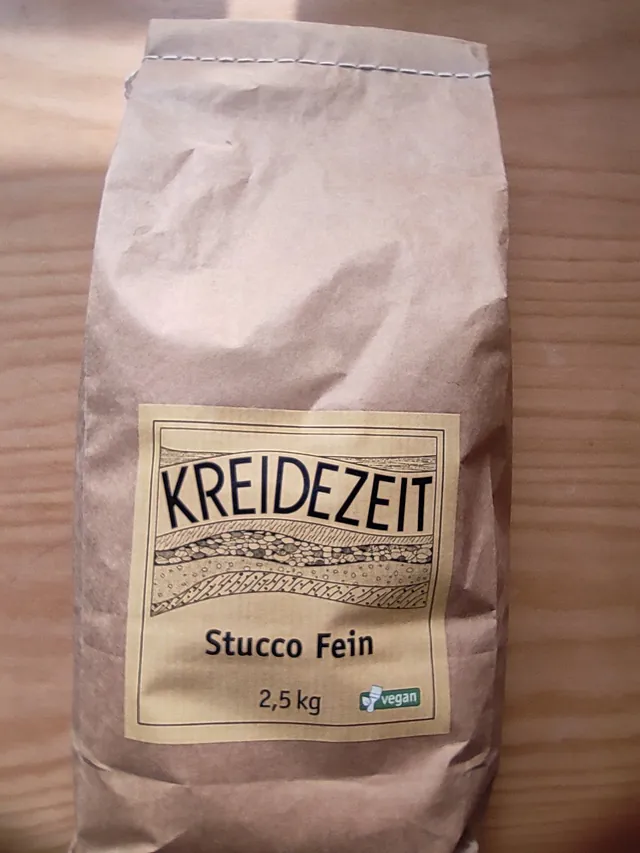 KREIDEZEIT
Stucco Fein
2,5 kg
vegan